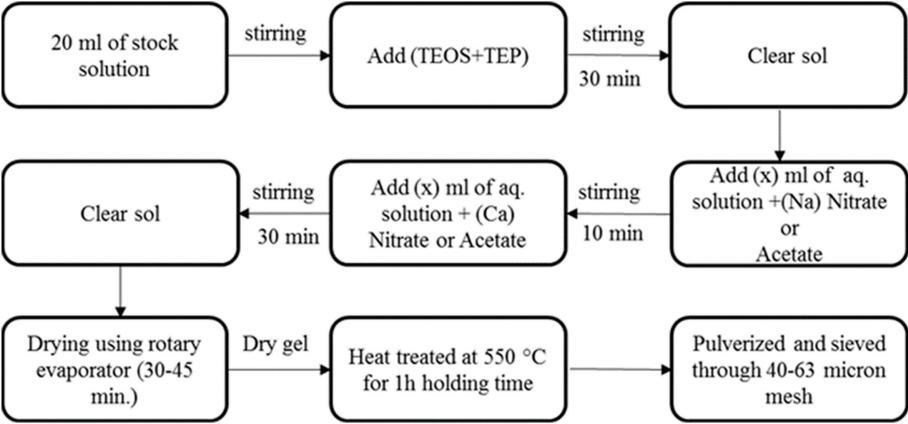 20 ml of stock
solution
stirring
Add (TEOS+TEP)
stirring
30 min
Clear sol
Add (x) ml of aq.
solution +(Na) Nitrate
or
Acetate
stirring
10 min
Add (x) ml of aq.
solution + (Ca)
Nitrate or Acetate
stirring
30 min
Clear sol
Drying using rotary
evaporator (30-45
min.)
Dry gel
Heat treated at 550 °C
for 1h holding time
Pulverized and sieved
through 40-63 micron
mesh